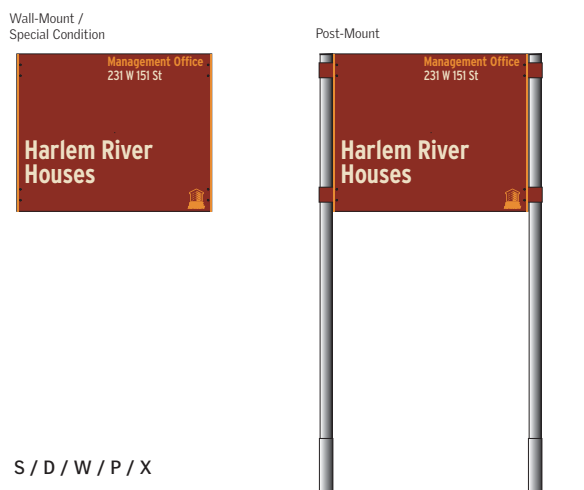 Wall-Mount /
Special Condition
Management Office
231 W 151 St
Harlem River
Houses
Post-Mount
Management Office
231 W 151 St
Harlem River
Houses
S / D / W / P / X